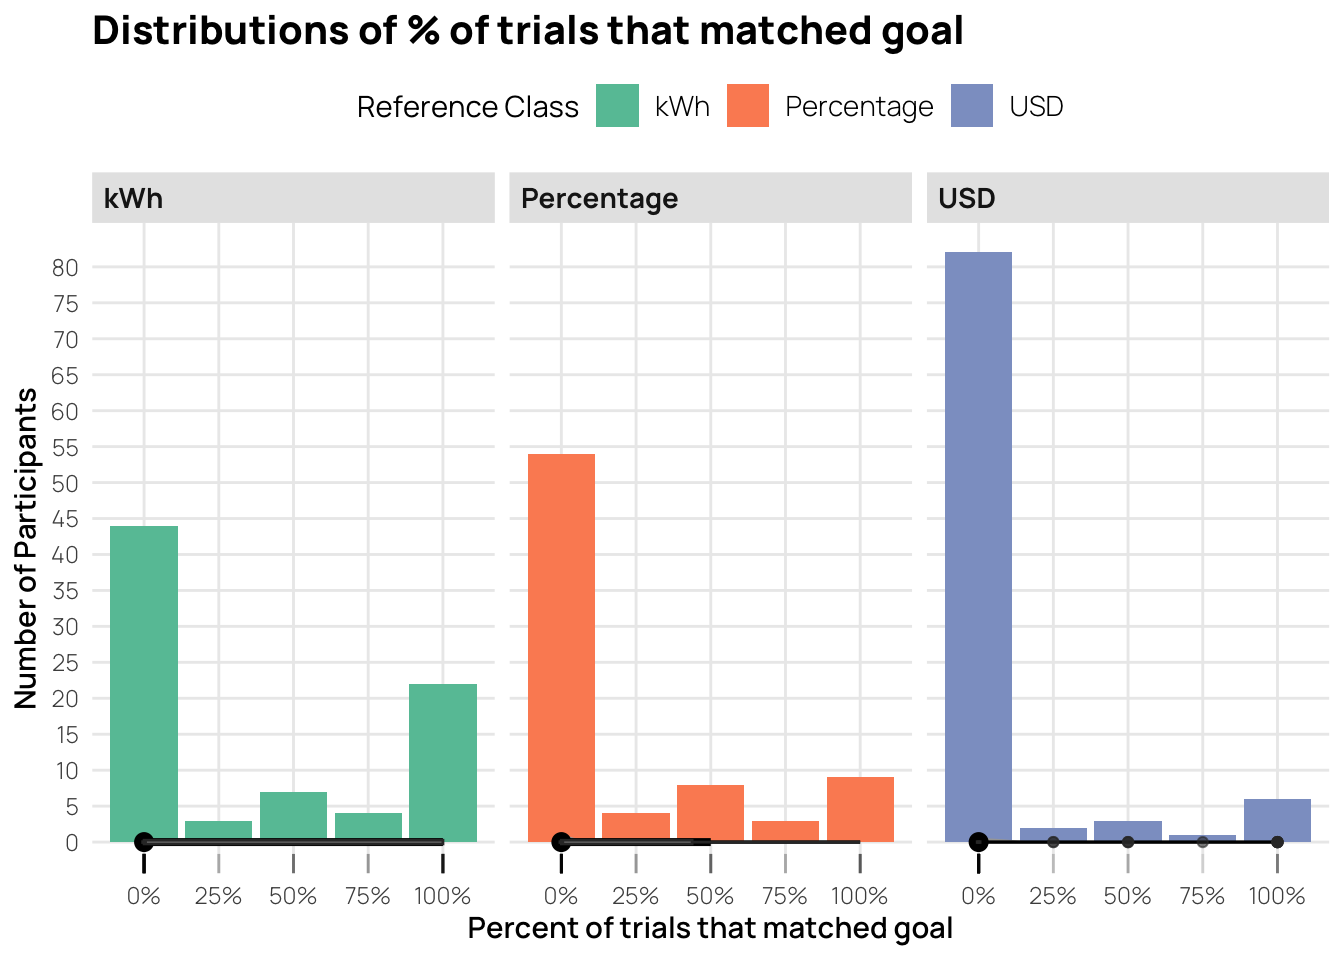 Distributions of % of trials that matched goal
Reference Class kWh Percentage USD
kWh Percentage USD
Number of Participants
80
75
70
65
60
55
50
45
40
35
30
25
20
15
10
5
0
0% 25% 50% 75% 100% 0% 25% 50% 75% 100% 0% 25% 50% 75% 100%
Percent of trials that matched goal